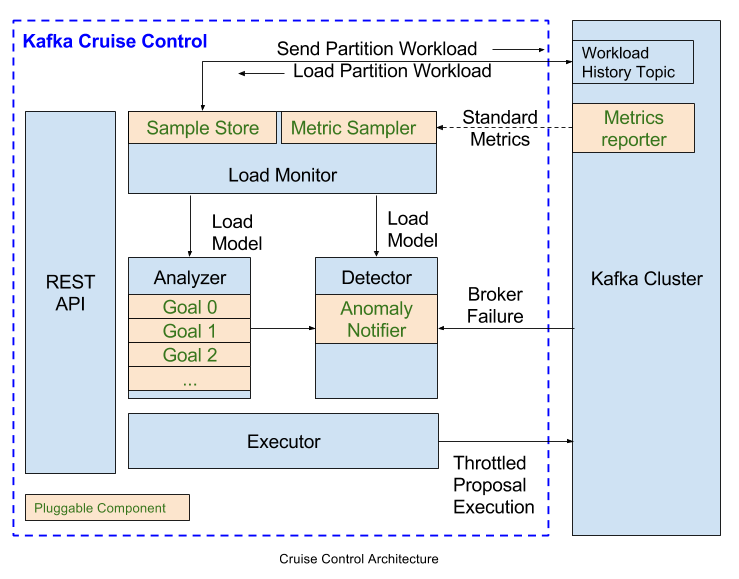 Kafka Cruise Control
Send Partition Workload
Load Partition Workload
Workload
History Topic
Sample Store
Metric Sampler
Standard
Metrics
Metrics
reporter
Load Monitor
Load
Model
Load
Model
REST
API
Analyzer
Goal 0
Goal 1
Goal 2
...
Detector
Anomaly
Notifier
Broker
Failure
Kafka Cluster
Executor
Throttled
Proposal
Execution
Pluggable Component
Cruise Control Architecture